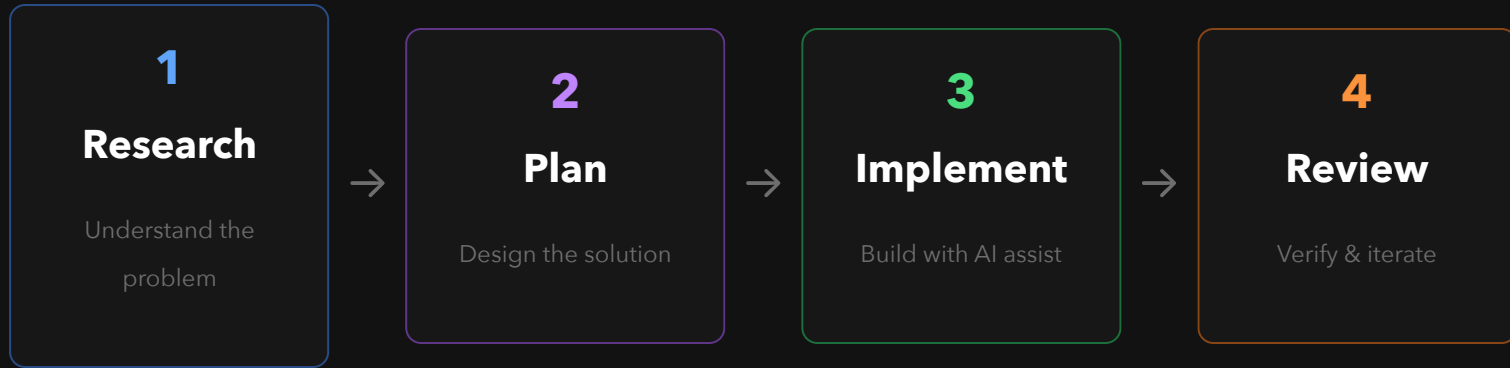 1
Research
Understand the
problem
2
Plan
Design the solution
3
Implement
Build with AI assist
4
Review
Verify & iterate